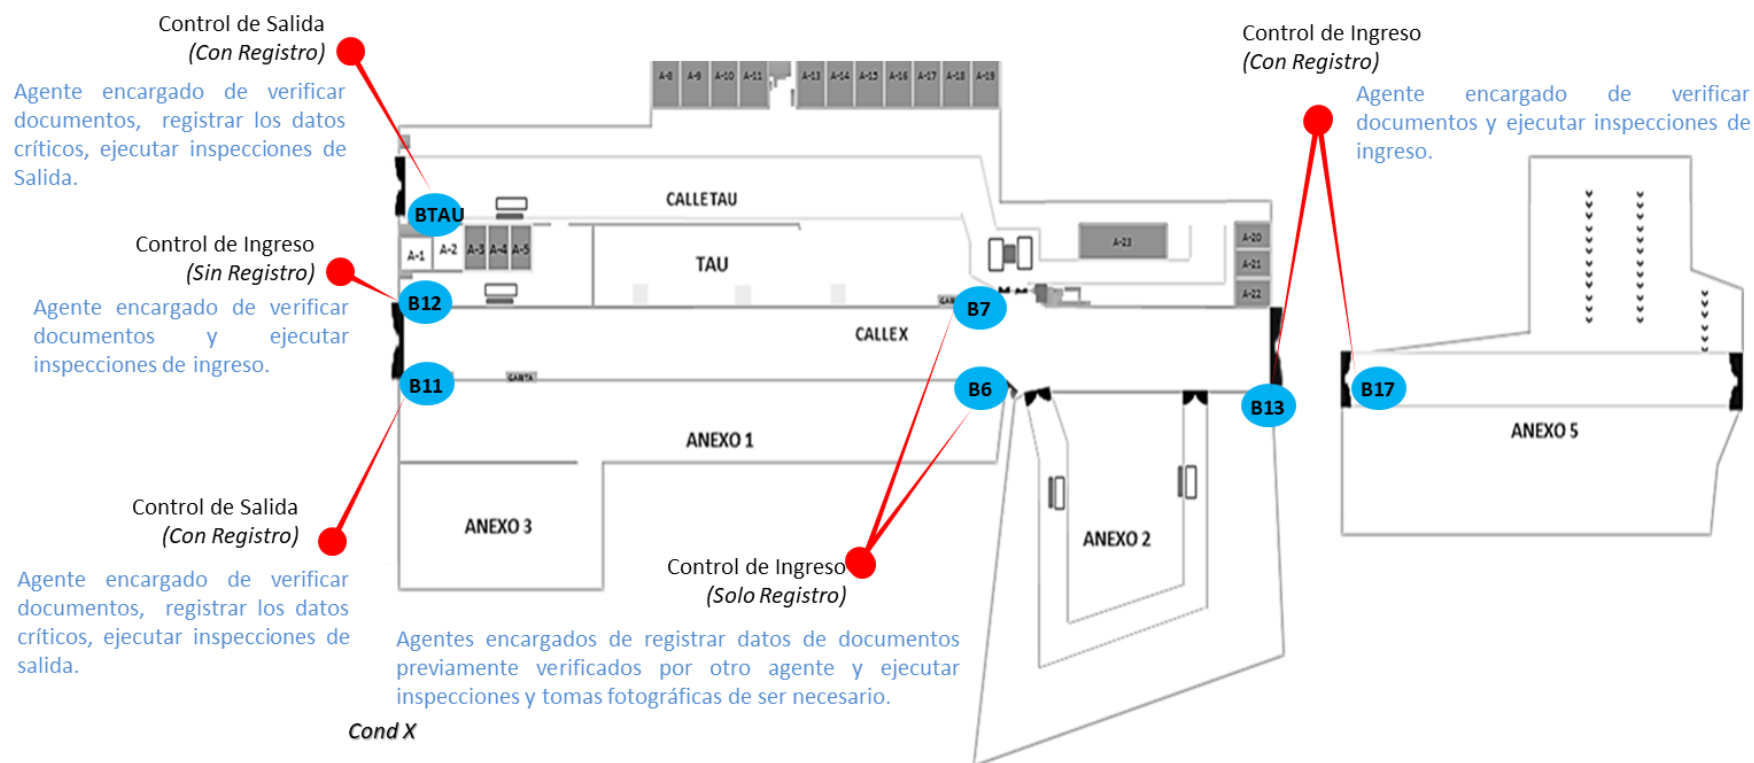 Control de Salida
(Con Registro)
Agente encargado de verificar
documentos, registrar los datos
críticos, ejecutar inspecciones de
Salida.
Control de Ingreso
(Sin Registro)
Agente encargado de verificar
documentos y ejecutar
inspecciones de ingreso.
Control de Salida
(Con Registro)
Agente encargado de verificar
documentos, registrar los datos
críticos, ejecutar inspecciones de
salida.
Control de Ingreso
(Solo Registro)
Agentes encargados de registrar datos de documentos
previamente verificados por otro agente y ejecutar
inspecciones y tomas fotográficas de ser necesario.
Cond X
Control de Ingreso
(Con Registro)
Agente encargado de verificar
documentos y ejecutar inspecciones de
ingreso.
A-8 A-9 A-10 A-11 A-13 A-14 A-15 A-16 A-17 A-18 A-19
CALLETAU
BTAU
A-1 A-2 A-3 A-4 A-5
TAU
A-23
A-20
A-21
A-22
B12
B7
CALLEX
B11
GARITA
B6
B13
B17
ANEXO 1
ANEXO 5
ANEXO 3
ANEXO 2